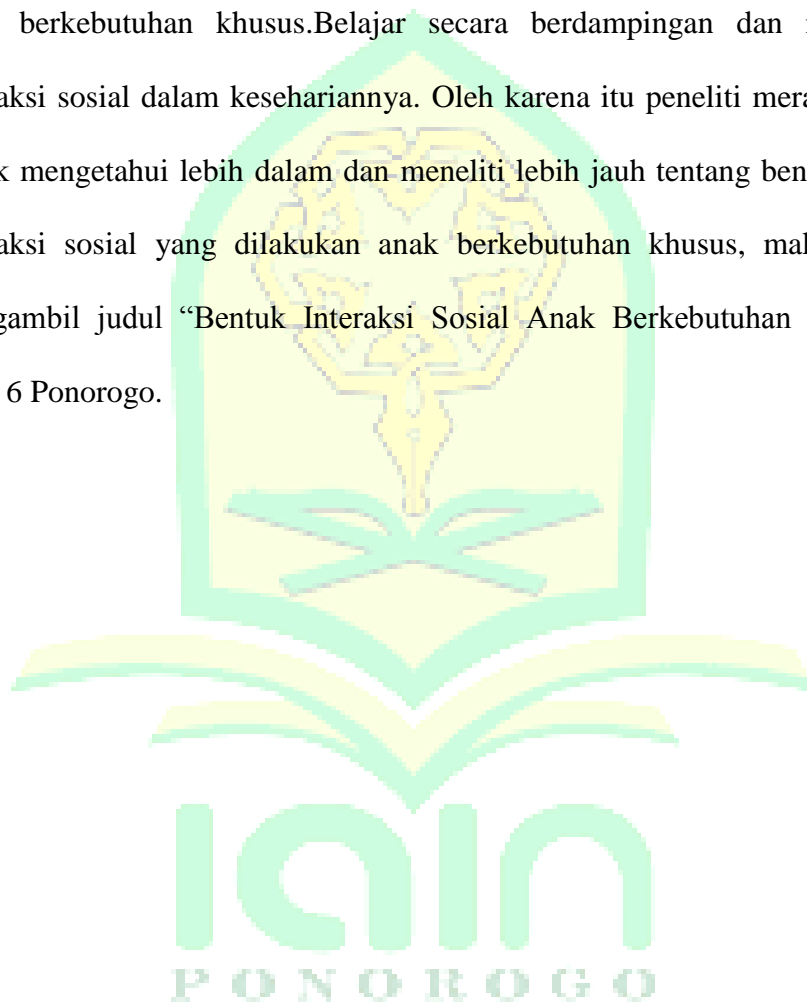 berkebutuhan khusus.Belajar secara berdampingan dan
aksi sosial dalam kesehariannya. Oleh karena itu peneliti mera
k mengetahui lebih dalam dan meneliti lebih jauh tentang ben
aksi sosial yang dilakukan anak berkebutuhan khusus, mal
gambil judul “Bentuk Interaksi Sosial Anak Berkebutuhan
6 Ponorogo.
iain
PONOROGO